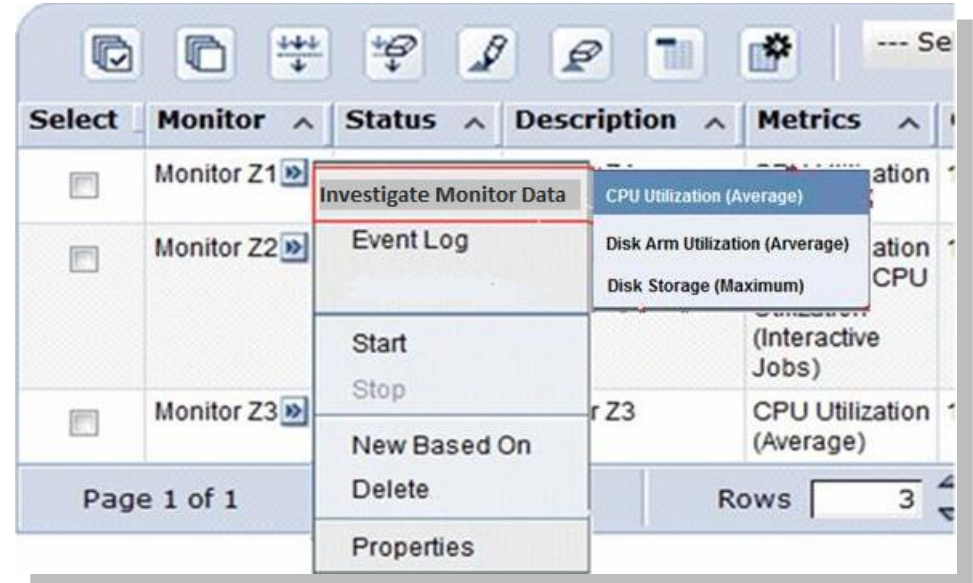 --- Se
Select Monitor Status Description Metrics
Monitor Z1
ation
Investigate Monitor Data
CPU Utilization (Average)
Monitor Z2
Event Log
Disk Arm Utilization (Arverage)
ation
CPU
Disk Storage (Maximum)
Start
(Interactive
Jobs)
Stop
Monitor Z3
r Z3
CPU Utilization
(Average)
New Based On
Delete
Page 1 of 1
Rows 3
Properties